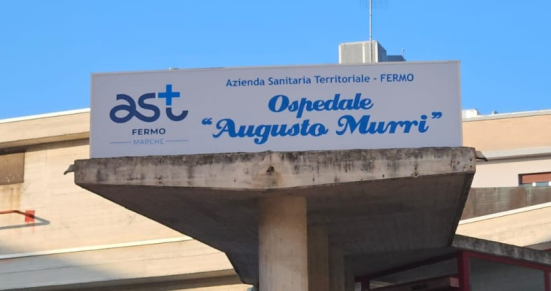 ast
FERMO
MARCHE
Azienda Sanitaria Territoriale - FERMO
Ospedale
“Augusto Murri”